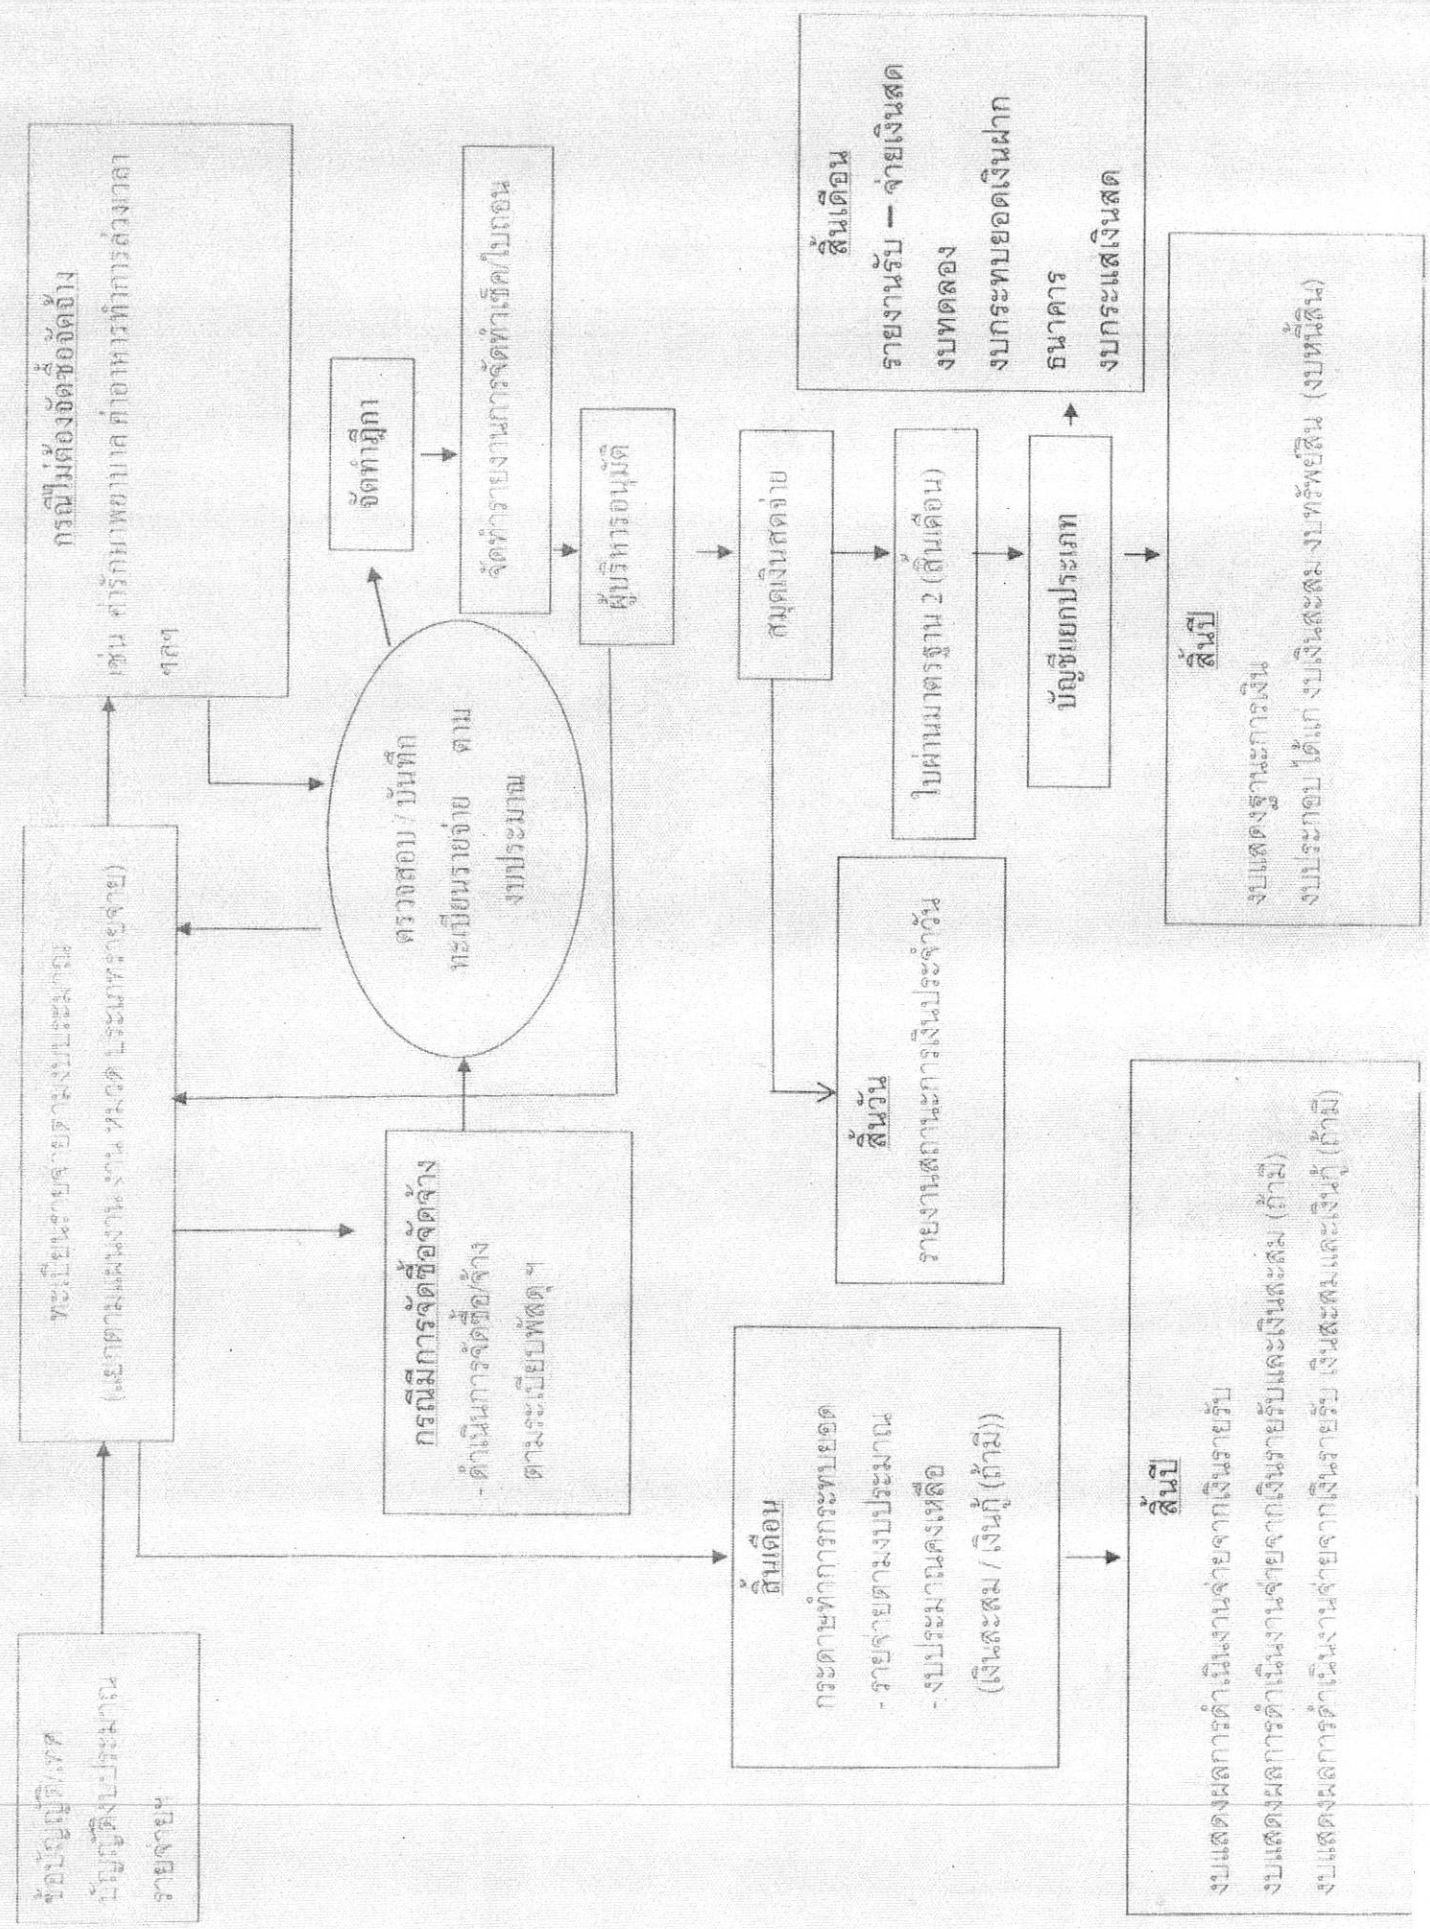 ข้อบัญญัติ/เทศ
บัญญัติงบประมาณ
รายจ่ายฯ
ทะเบียนรายจ่ายตามงบประมาณ
(แยกตามแผนงาน งาน หมวด ประเภทรายจ่าย)
กรณีไม่ต้องจัดซื้อจัดจ้าง
เช่น ค่ารักษาพยาบาล ค่าอาหารทำการล่วงเวลา
ฯลฯ
กรณีมีการจัดซื้อจัดจ้าง
- ดำเนินการจัดซื้อ/จ้าง
ตามระเบียบพัสดุ ฯ
ตรวจสอบ / บันทึก
ทะเบียนรายจ่าย ตาม
งบประมาณ
จัดทำฎีกา
จัดทำรายงานการจัดทำเช็ค/ใบถอน
ผู้บริหารอนุมัติ
สมุดเงินสดจ่าย
ใบผ่านมาตรฐาน 2 (สิ้นเดือน)
บัญชีแยกประเภท
สิ้นเดือน
รายงานรับ – จ่ายเงินสด
งบทดลอง
งบกระทบยอดเงินฝาก
ธนาคาร
งบกระแสเงินสด
สิ้นวัน
รายงานสถานะการเงินประจำวัน
สิ้นปี
งบแสดงฐานะการเงิน
งบประกอบ ได้แก่ งบเงินสะสม งบทรัพย์สิน (งบหนี้สิน)
สิ้นเดือน
กระดาษทำการกระทบยอด
- รายจ่ายตามงบประมาณ
- งบประมาณคงเหลือ
(เงินสะสม / เงินกู้ (ถ้ามี))
สิ้นปี
งบแสดงผลการดำเนินงานจ่ายจากเงินรายรับ
งบแสดงผลการดำเนินงานจ่ายจากเงินรายรับและเงินสะสม (ถ้ามี)
งบแสดงผลการดำเนินงานจ่ายจากเงินรายรับ เงินสะสมและเงินกู้ (ถ้ามี)